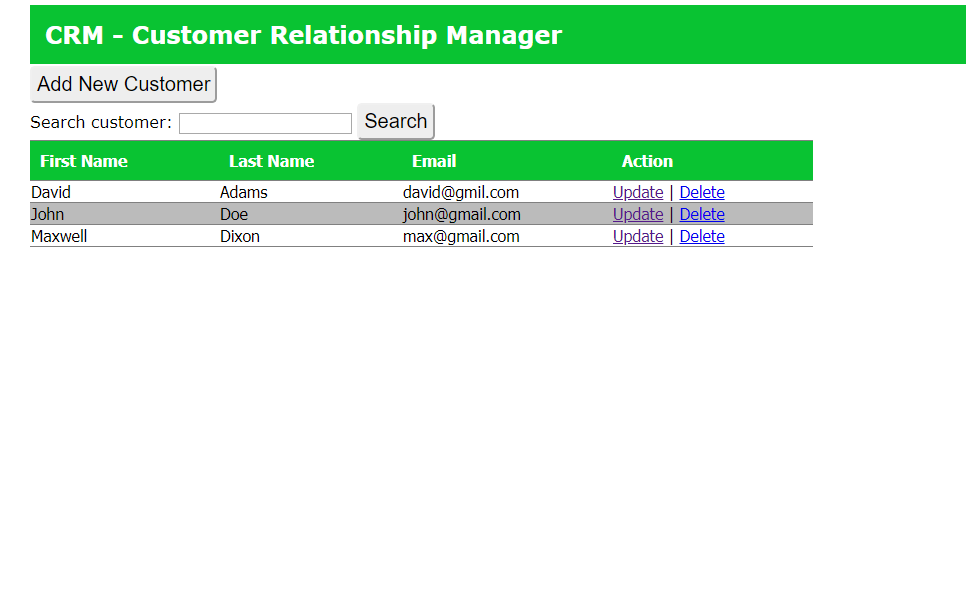 CRM - Customer Relationship Manager
Add New Customer
Search customer: Search
First Name Last Name Email Action
David Adams david@gmil.com Update | Delete
John Doe john@gmail.com Update | Delete
Maxwell Dixon max@gmail.com Update | Delete